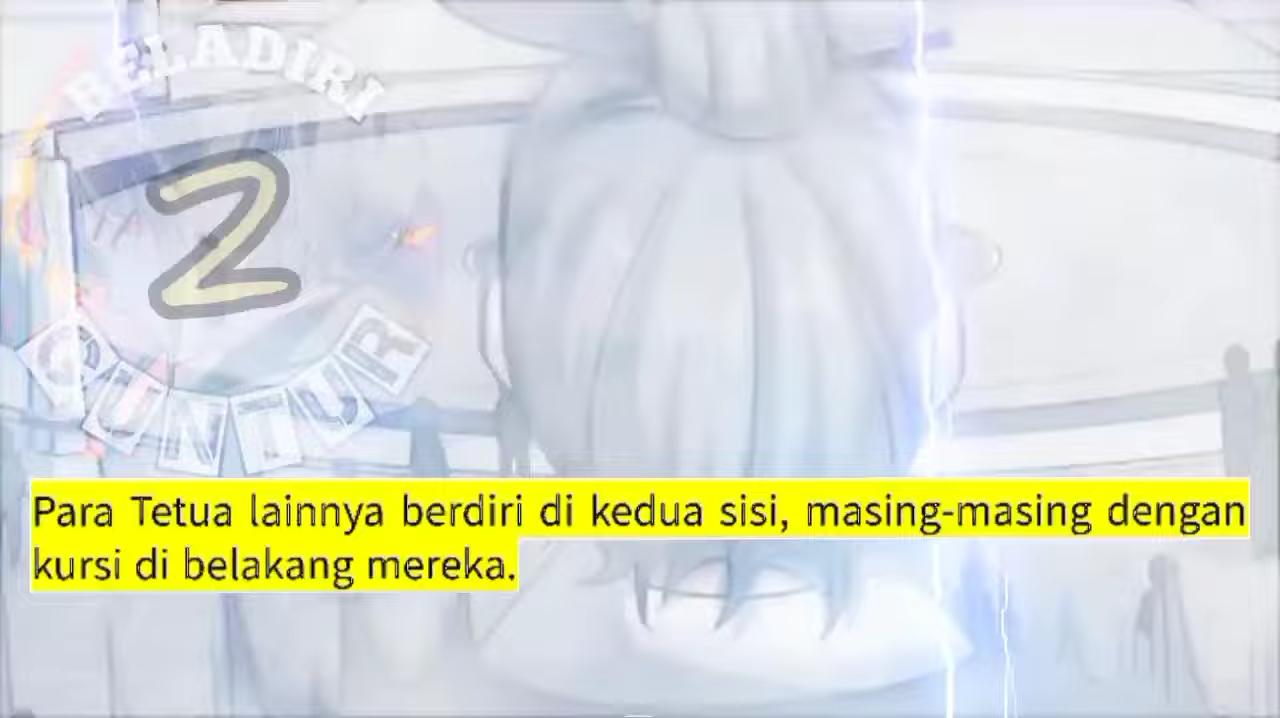 BELADIRI
2
GUNTUR
Para Tetua lainnya berdiri di kedua sisi, masing-masing dengan
kursi di belakang mereka.